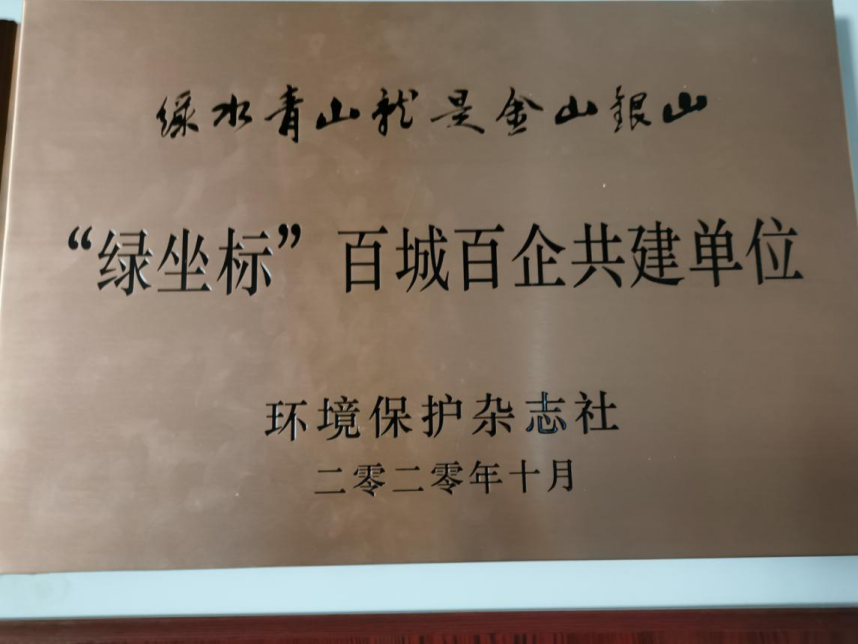 绿水青山就是金山銀山
“绿坐标”百城百企共建单位
环境保护杂志社
二零二零年十月